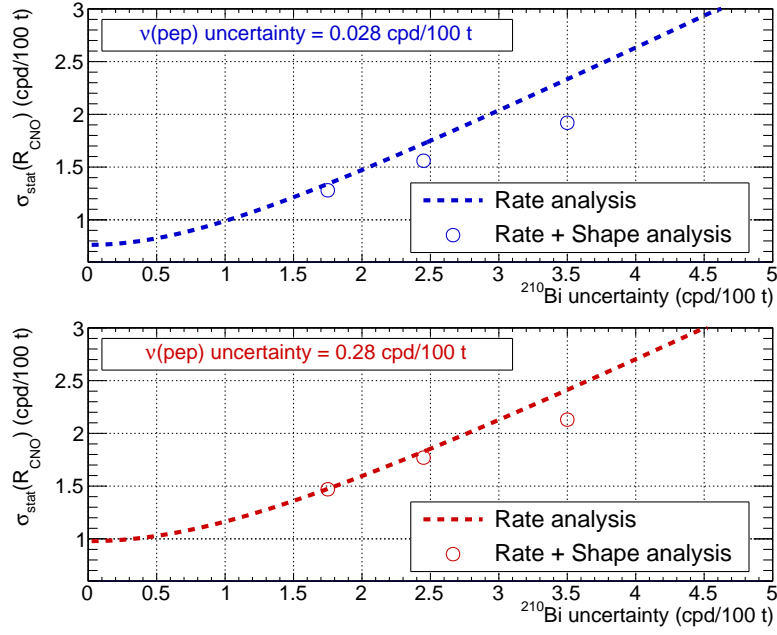 3
2.5
2
1.5
1
σstat(RCNO) (cpd/100 t)
ν(pep) uncertainty = 0.028 cpd/100 t
Rate analysis
Rate + Shape analysis
0 0.5 1 1.5 2 2.5 3 3.5 4 4.5 5
210Bi uncertainty (cpd/100 t)
3
2.5
2
1.5
1
σstat(RCNO) (cpd/100 t)
ν(pep) uncertainty = 0.28 cpd/100 t
Rate analysis
Rate + Shape analysis
0 0.5 1 1.5 2 2.5 3 3.5 4 4.5 5
210Bi uncertainty (cpd/100 t)